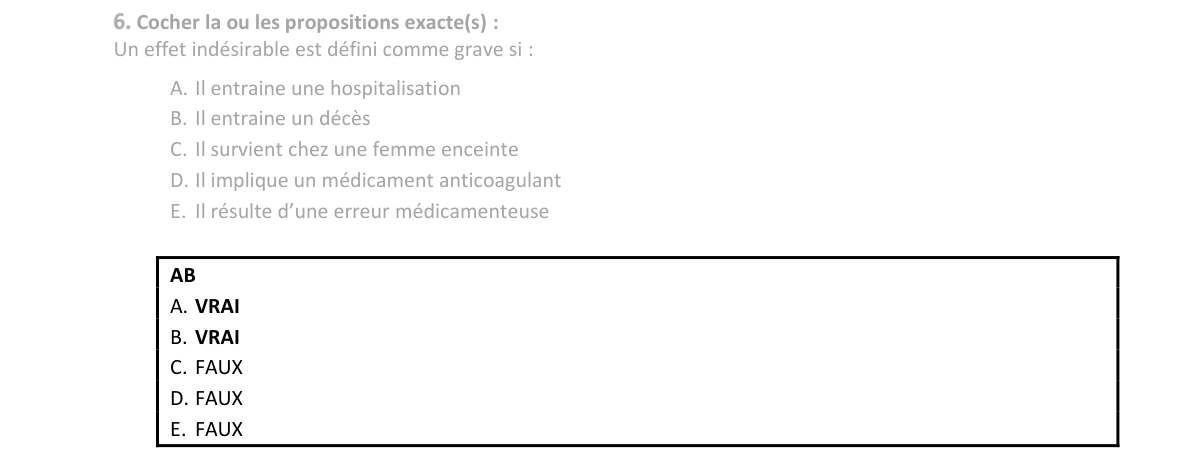 6. Cocher la ou les propositions exacte(s) :
Un effet indésirable est défini comme grave si :
A. Il entraine une hospitalisation
B. Il entraine un décès
C. Il survient chez une femme enceinte
D. Il implique un médicament anticoagulant
E. Il résulte d’une erreur médicamenteuse
AB
A. VRAI
B. VRAI
C. FAUX
D. FAUX
E. FAUX